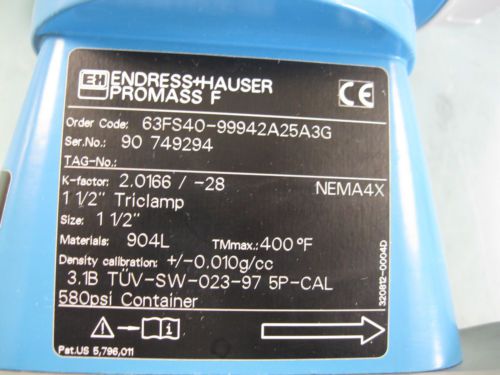 EH ENDRESS+HAUSER
PROMASS F
CE
Order Code: 63FS40-99942A25A3G
Ser.No.: 90 749294
TAG-No.:
K-factor: 2.0166 / -28 NEMA4X
1 1/2" Triclamp
Size: 1 1/2"
Materials: 904L TMmax.: 400 °F
Density calibration: +/-0.010g/cc
3.1B TÜV-SW-023-97 5P-CAL
580psi Container
i
Pat.US 5,796,011
320812-0004D